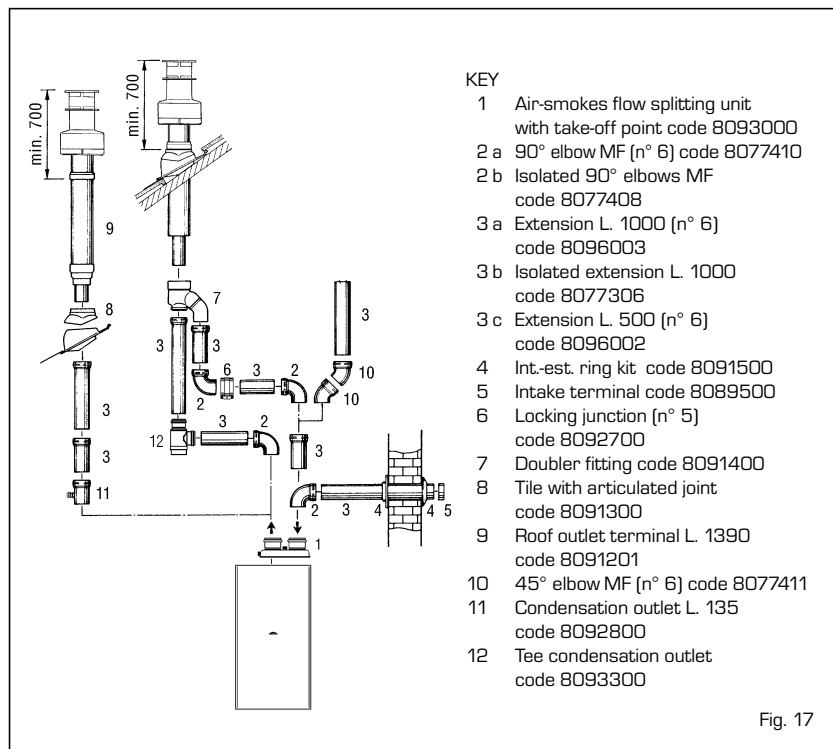 min. 700
min. 700
9
8
7
3
3
3
6
3
2
10
2
10
3
3
2
12
3
3
11
2
3
4
4
5
1
KEY
1 Air-smokes flow splitting unit
with take-off point code 8093000
2 a 90° elbow MF (n° 6) code 8077410
2 b Isolated 90° elbows MF
code 8077408
3 a Extension L. 1000 (n° 6)
code 8096003
3 b Isolated extension L. 1000
code 8077306
3 c Extension L. 500 (n° 6)
code 8096002
4 Int.-est. ring kit code 8091500
5 Intake terminal code 8089500
6 Locking junction (n° 5)
code 8092700
7 Doubler fitting code 8091400
8 Tile with articulated joint
code 8091300
9 Roof outlet terminal L. 1390
code 8091201
10 45° elbow MF (n° 6) code 8077411
11 Condensation outlet L. 135
code 8092800
12 Tee condensation outlet
code 8093300
Fig. 17